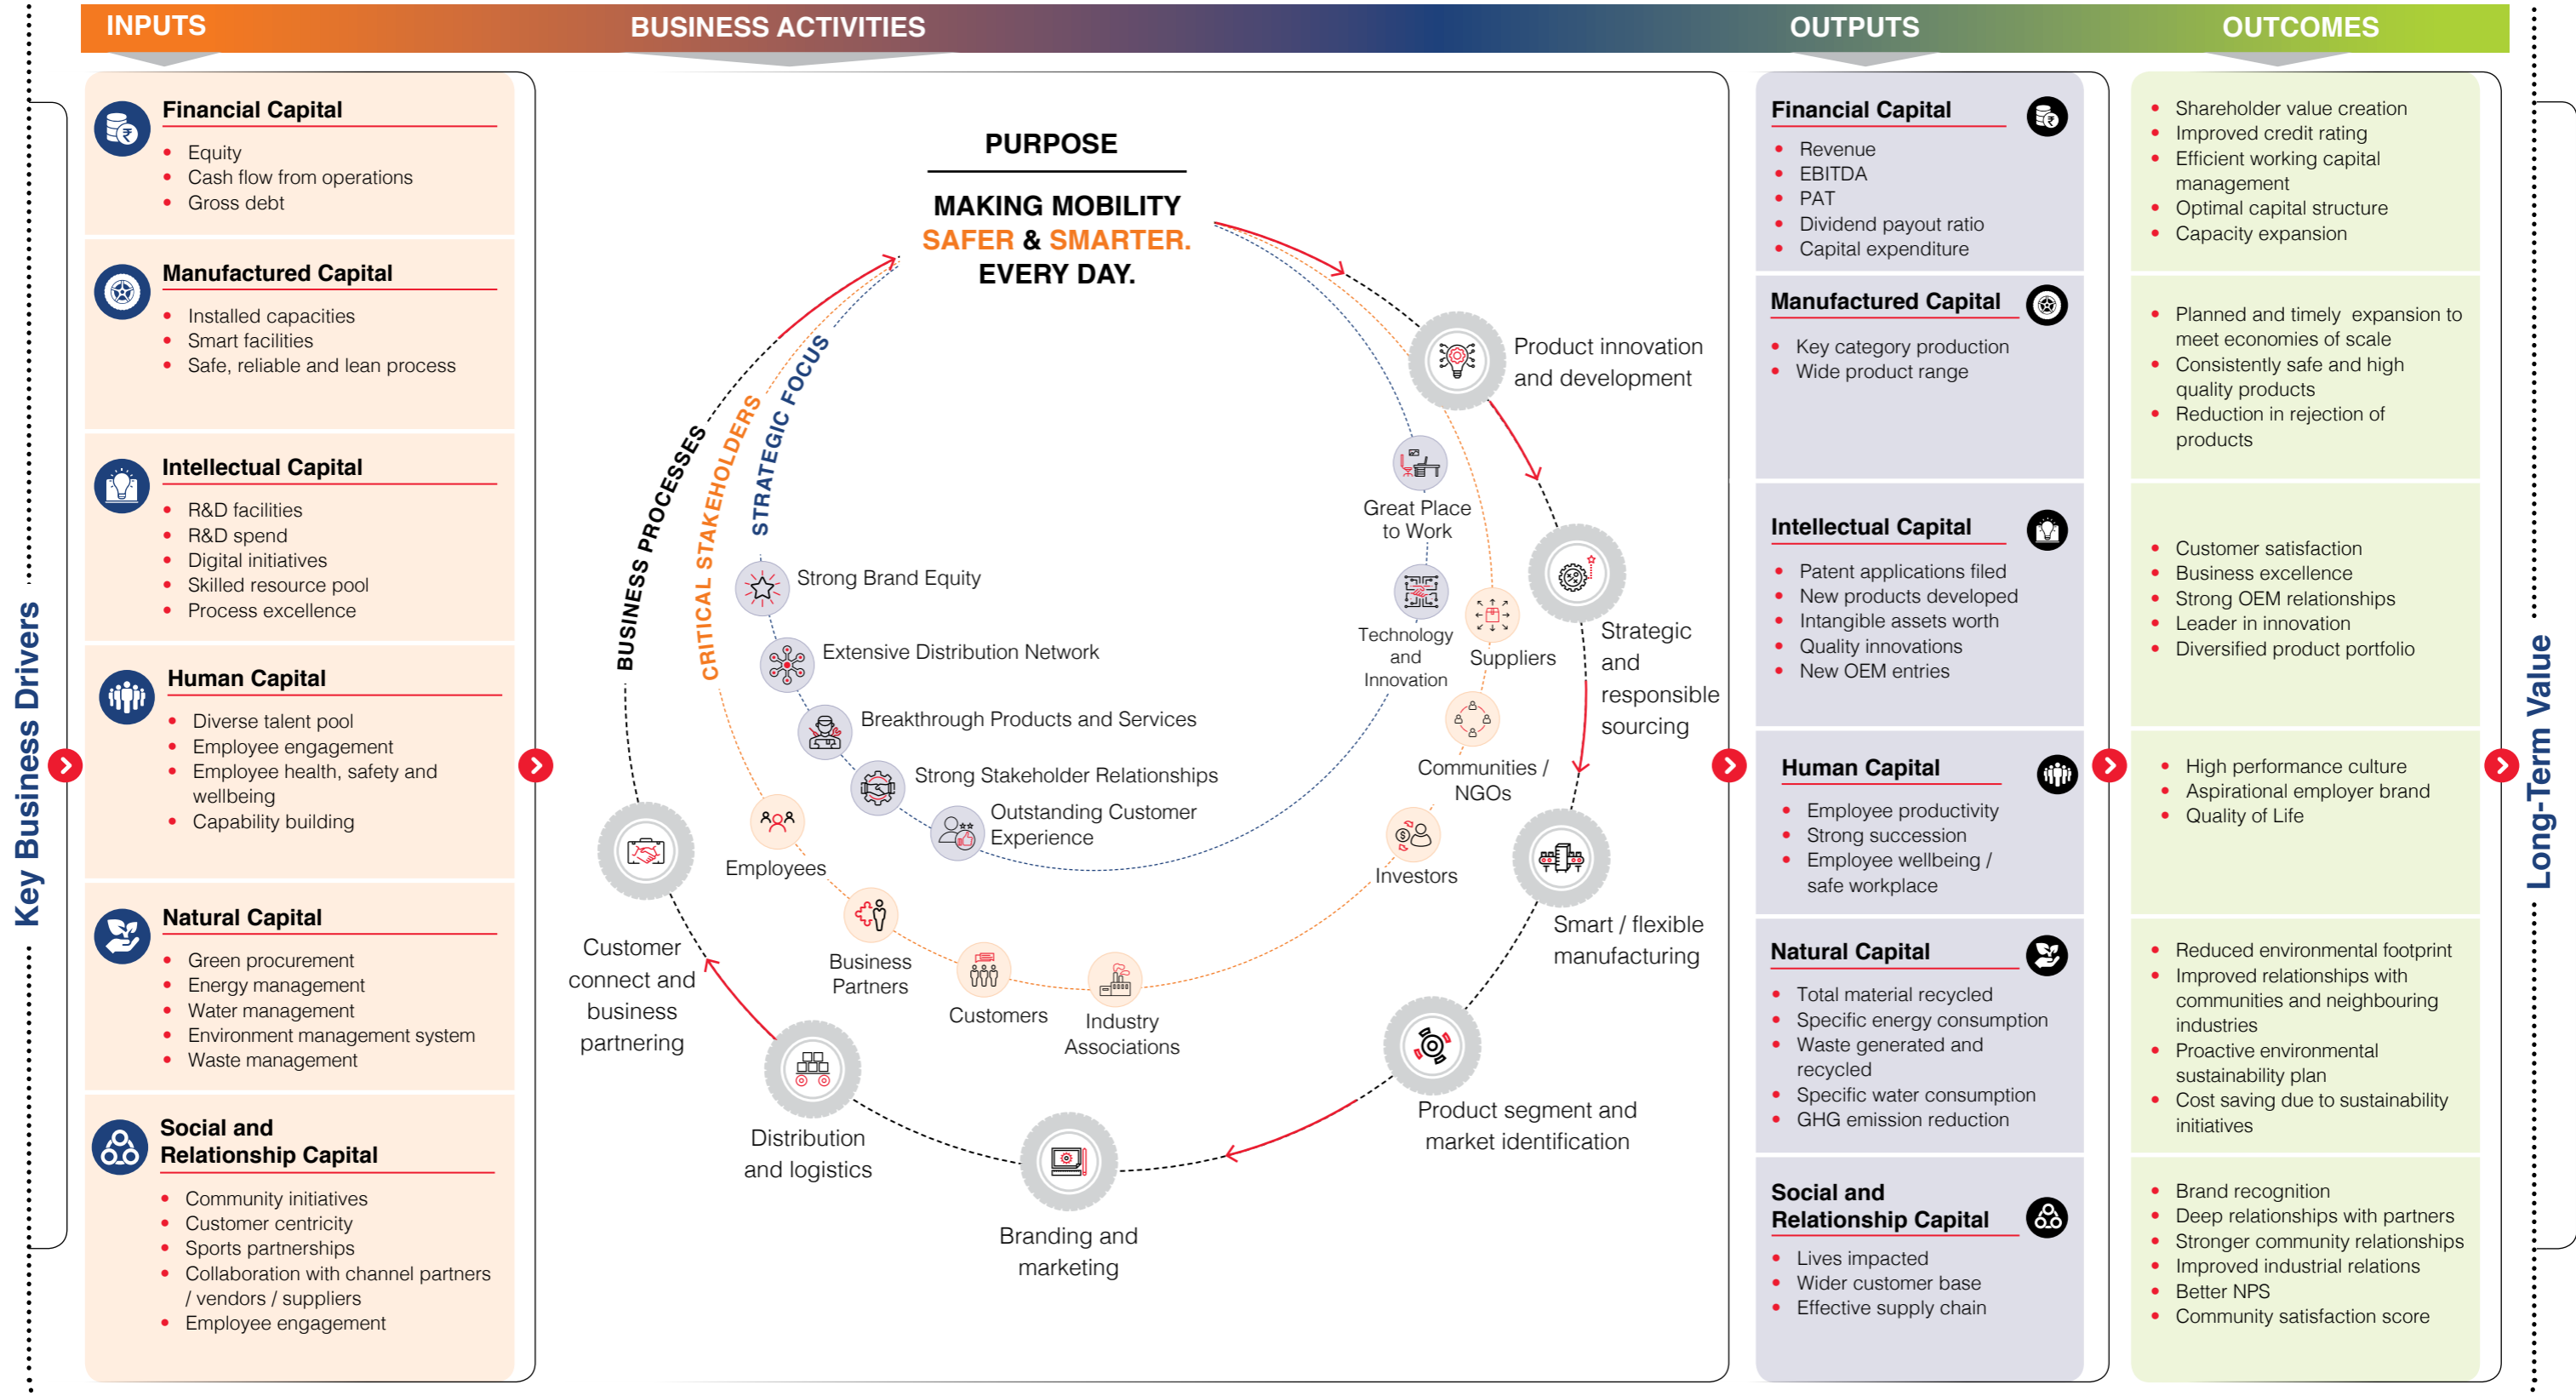 INPUTS
BUSINESS ACTIVITIES
OUTPUTS
OUTCOMES
Key Business Drivers
Financial Capital
• Equity
• Cash flow from operations
• Gross debt
Manufactured Capital
• Installed capacities
• Smart facilities
• Safe, reliable and lean process
Intellectual Capital
• R&D facilities
• R&D spend
• Digital initiatives
• Skilled resource pool
• Process excellence
Human Capital
• Diverse talent pool
• Employee engagement
• Employee health, safety and
wellbeing
• Capability building
Natural Capital
• Green procurement
• Energy management
• Water management
• Environment management system
• Waste management
Social and
Relationship Capital
• Community initiatives
• Customer centricity
• Sports partnerships
• Collaboration with channel partners
/ vendors / suppliers
• Employee engagement
PURPOSE
MAKING MOBILITY
SAFER & SMARTER.
EVERY DAY.
BUSINESS PROCESSES
Product innovation
and development
Strategic
and
responsible
sourcing
Smart / flexible
manufacturing
Product segment and
market identification
Branding and
marketing
Distribution
and logistics
Customer
connect and
business
partnering
CRITICAL STAKEHOLDERS
Suppliers
Communities /
NGOs
Investors
Industry
Associations
Customers
Business
Partners
Employees
STRATEGIC FOCUS
Great Place
to Work
Technology
and
Innovation
Strong Brand Equity
Extensive Distribution Network
Breakthrough Products and Services
Strong Stakeholder Relationships
Outstanding Customer
Experience
Financial Capital
• Revenue
• EBITDA
• PAT
• Dividend payout ratio
• Capital expenditure
Manufactured Capital
• Key category production
• Wide product range
Intellectual Capital
• Patent applications filed
• New products developed
• Intangible assets worth
• Quality innovations
• New OEM entries
Human Capital
• Employee productivity
• Strong succession
• Employee wellbeing /
safe workplace
Natural Capital
• Total material recycled
• Specific energy consumption
• Waste generated and
recycled
• Specific water consumption
• GHG emission reduction
Social and
Relationship Capital
• Lives impacted
• Wider customer base
• Effective supply chain
• Shareholder value creation
• Improved credit rating
• Efficient working capital
management
• Optimal capital structure
• Capacity expansion
• Planned and timely expansion to
meet economies of scale
• Consistently safe and high
quality products
• Reduction in rejection of
products
• Customer satisfaction
• Business excellence
• Strong OEM relationships
• Leader in innovation
• Diversified product portfolio
• High performance culture
• Aspirational employer brand
• Quality of Life
• Reduced environmental footprint
• Improved relationships with
communities and neighbouring
industries
• Proactive environmental
sustainability plan
• Cost saving due to sustainability
initiatives
• Brand recognition
• Deep relationships with partners
• Stronger community relationships
• Improved industrial relations
• Better NPS
• Community satisfaction score
Long-Term Value